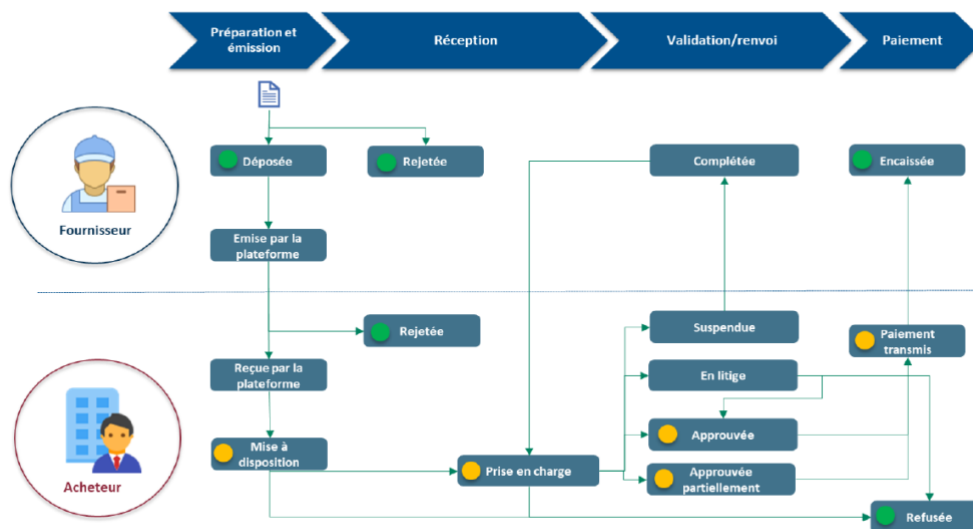 Préparation et
émission
Réception
Validation/renvoi
Paiement
Déposée
Rejetée
Complétée
Encaissée
Fournisseur
Emise par la
plateforme
Rejetée
Suspendue
Paiement
transmis
Reçue par la
plateforme
En litige
Mise à
disposition
Approuvée
Prise en charge
Approuvée
partiellement
Acheteur
Refusée